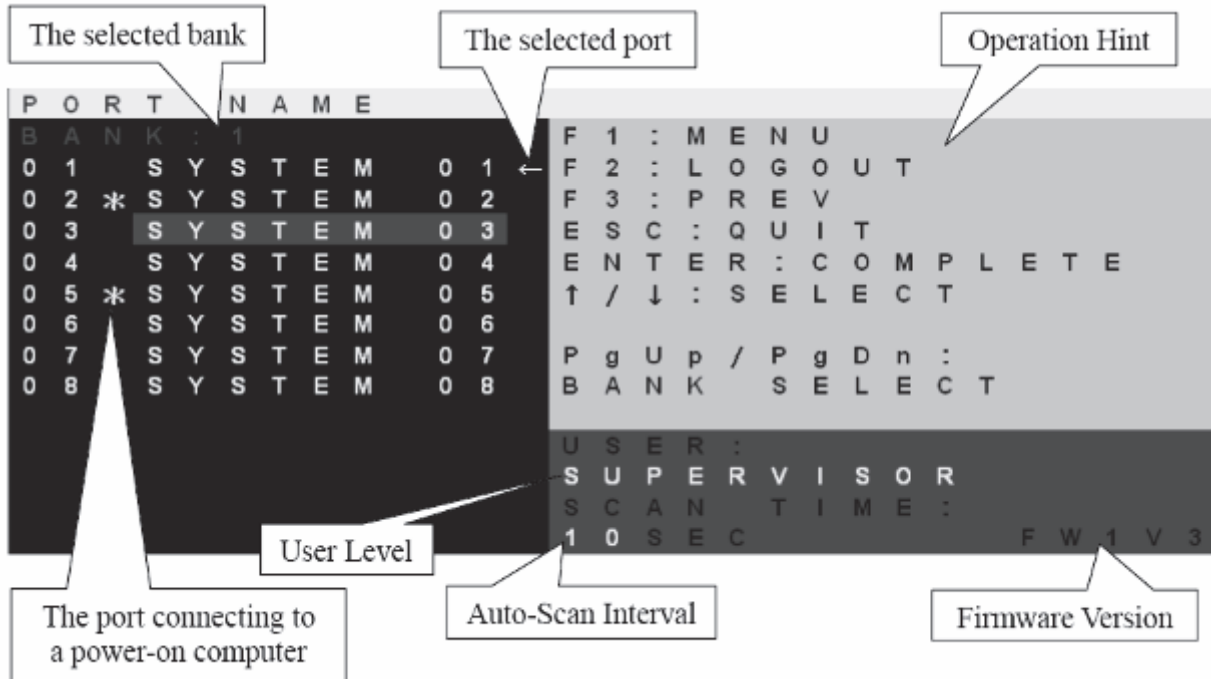 The selected bank
The selected port
Operation Hint
PORT NAME
BANK:1
01 SYSTEM 01 ←
02 * SYSTEM 02
03 SYSTEM 03
04 SYSTEM 04
05 * SYSTEM 05
06 SYSTEM 06
07 SYSTEM 07
08 SYSTEM 08
F1:MENU
F2:LOGOUT
F3:PREV
ESC:QUIT
ENTER:COMPLETE
↑/↓:SELECT
PgUp/PgDn:
BANK SELECT
USER:
SUPERVISOR
SCAN TIME:
10SEC FW1V3
User Level
The port connecting to
a power-on computer
Auto-Scan Interval
Firmware Version